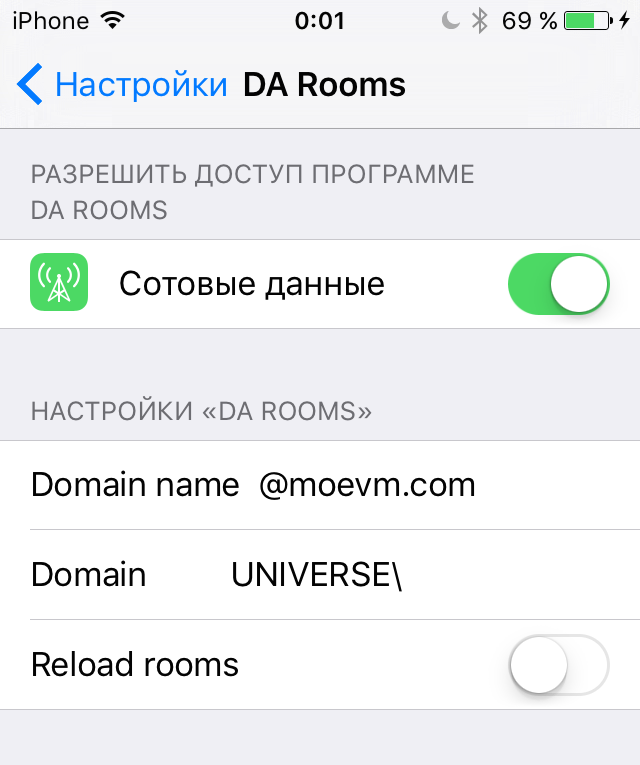 iPhone 0:01 69 %
Настройки DA Rooms
РАЗРЕШИТЬ ДОСТУП ПРОГРАММЕ
DA ROOMS
Сотовые данные
НАСТРОЙКИ «DA ROOMS»
Domain name @moevm.com
Domain UNIVERSE\
Reload rooms